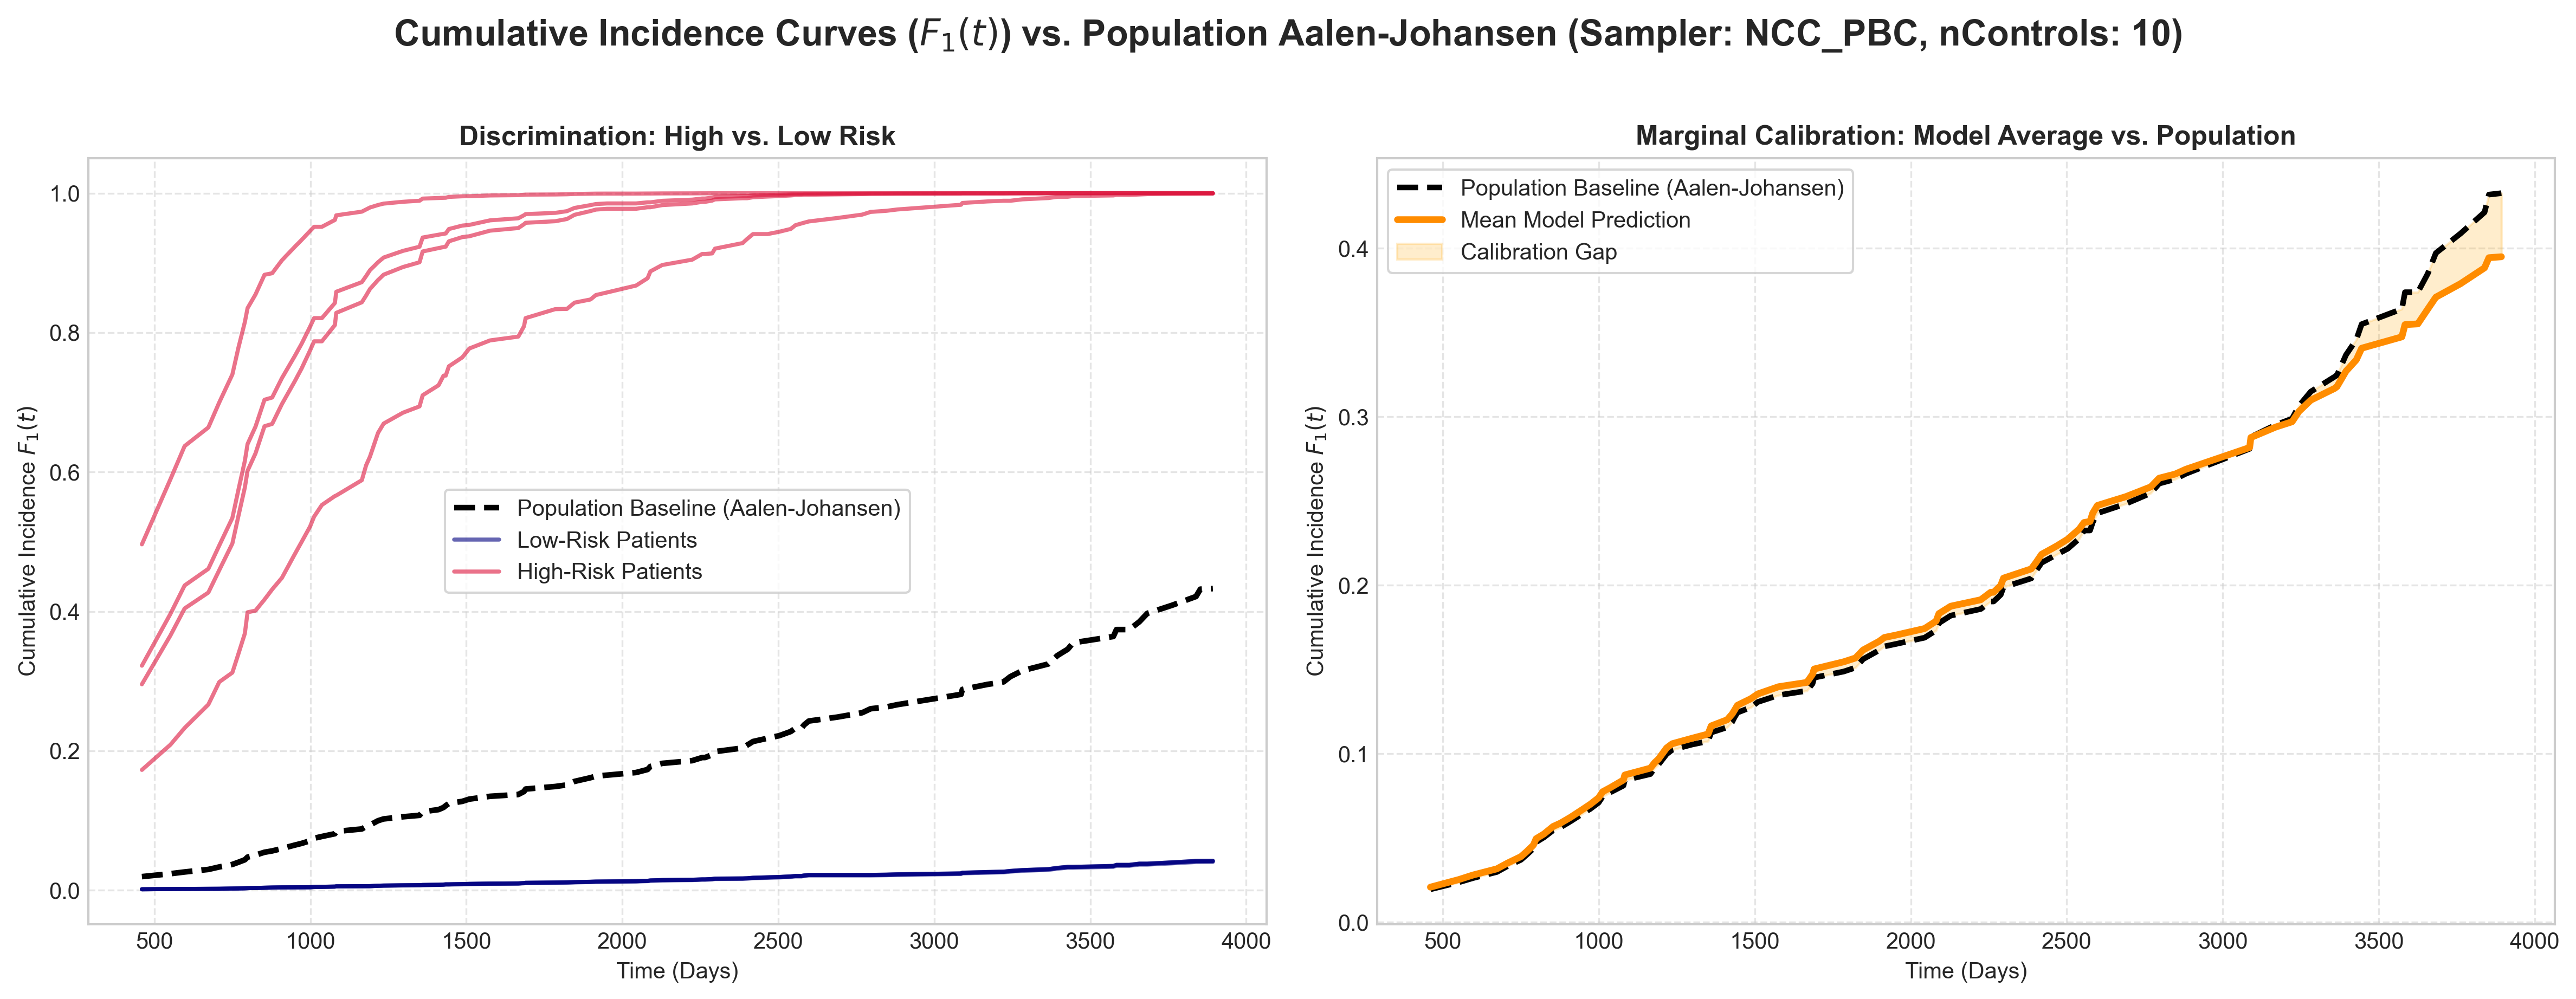 Cumulative Incidence Curves (F₁(t)) vs. Population Aalen-Johansen (Sampler: NCC_PBC, nControls: 10)
Discrimination: High vs. Low Risk
Cumulative Incidence F₁(t)
1.0
0.8
0.6
0.4
0.2
0.0
Population Baseline (Aalen-Johansen)
Low-Risk Patients
High-Risk Patients
500 1000 1500 2000 2500 3000 3500 4000
Time (Days)
Marginal Calibration: Model Average vs. Population
Population Baseline (Aalen-Johansen)
Mean Model Prediction
Calibration Gap
Cumulative Incidence F₁(t)
0.4
0.3
0.2
0.1
0.0
500 1000 1500 2000 2500 3000 3500 4000
Time (Days)